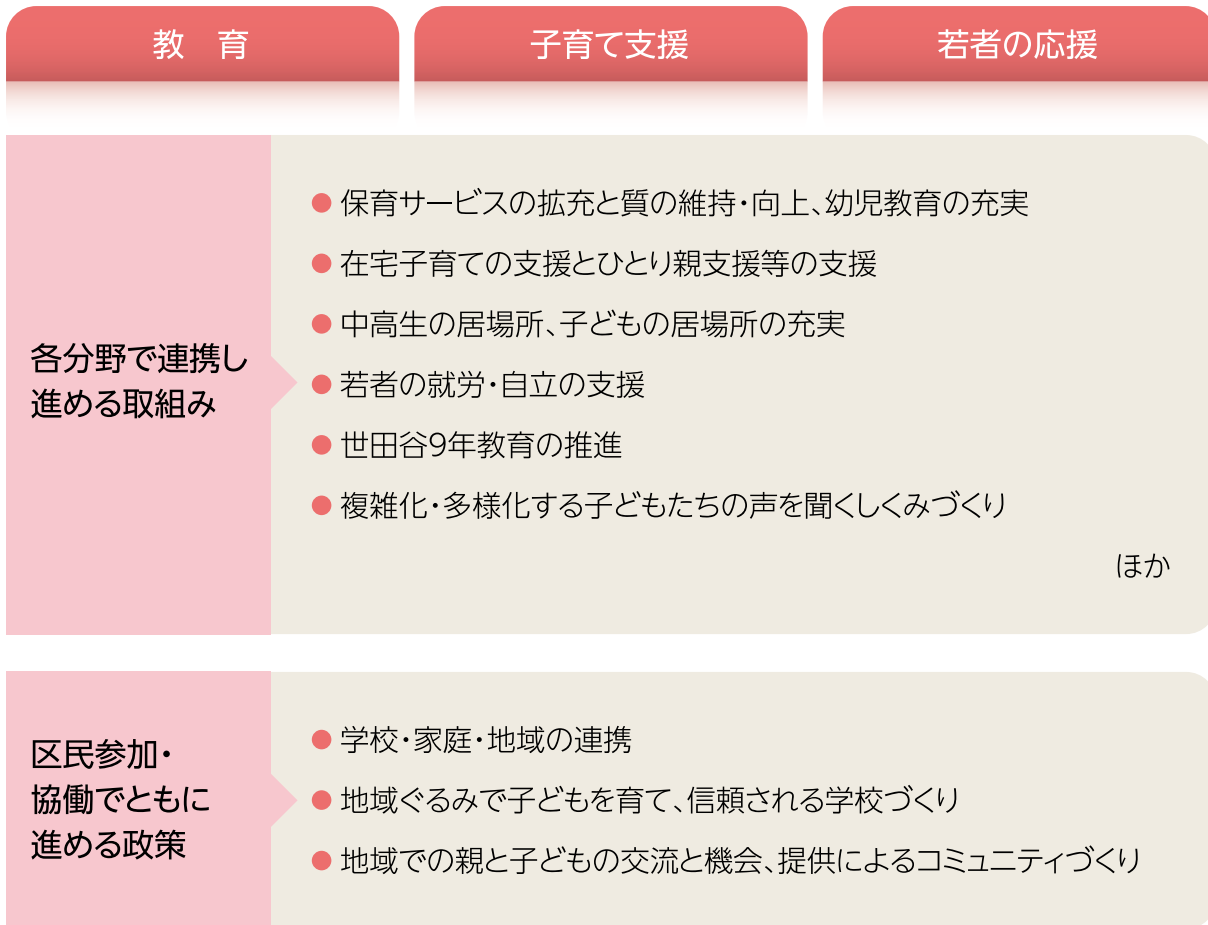 教　育
子育て支援
若者の応援
各分野で連携し
進める取組み
● 保育サービスの拡充と質の維持・向上、幼児教育の充実
● 在宅子育ての支援とひとり親支援等の支援
● 中高生の居場所、子どもの居場所の充実
● 若者の就労・自立の支援
● 世田谷9年教育の推進
● 複雑化・多様化する子どもたちの声を聞くしくみづくり
ほか
区民参加・
協働でともに
進める政策
● 学校・家庭・地域の連携
● 地域ぐるみで子どもを育て、信頼される学校づくり
● 地域での親と子どもの交流と機会、提供によるコミュニティづくり